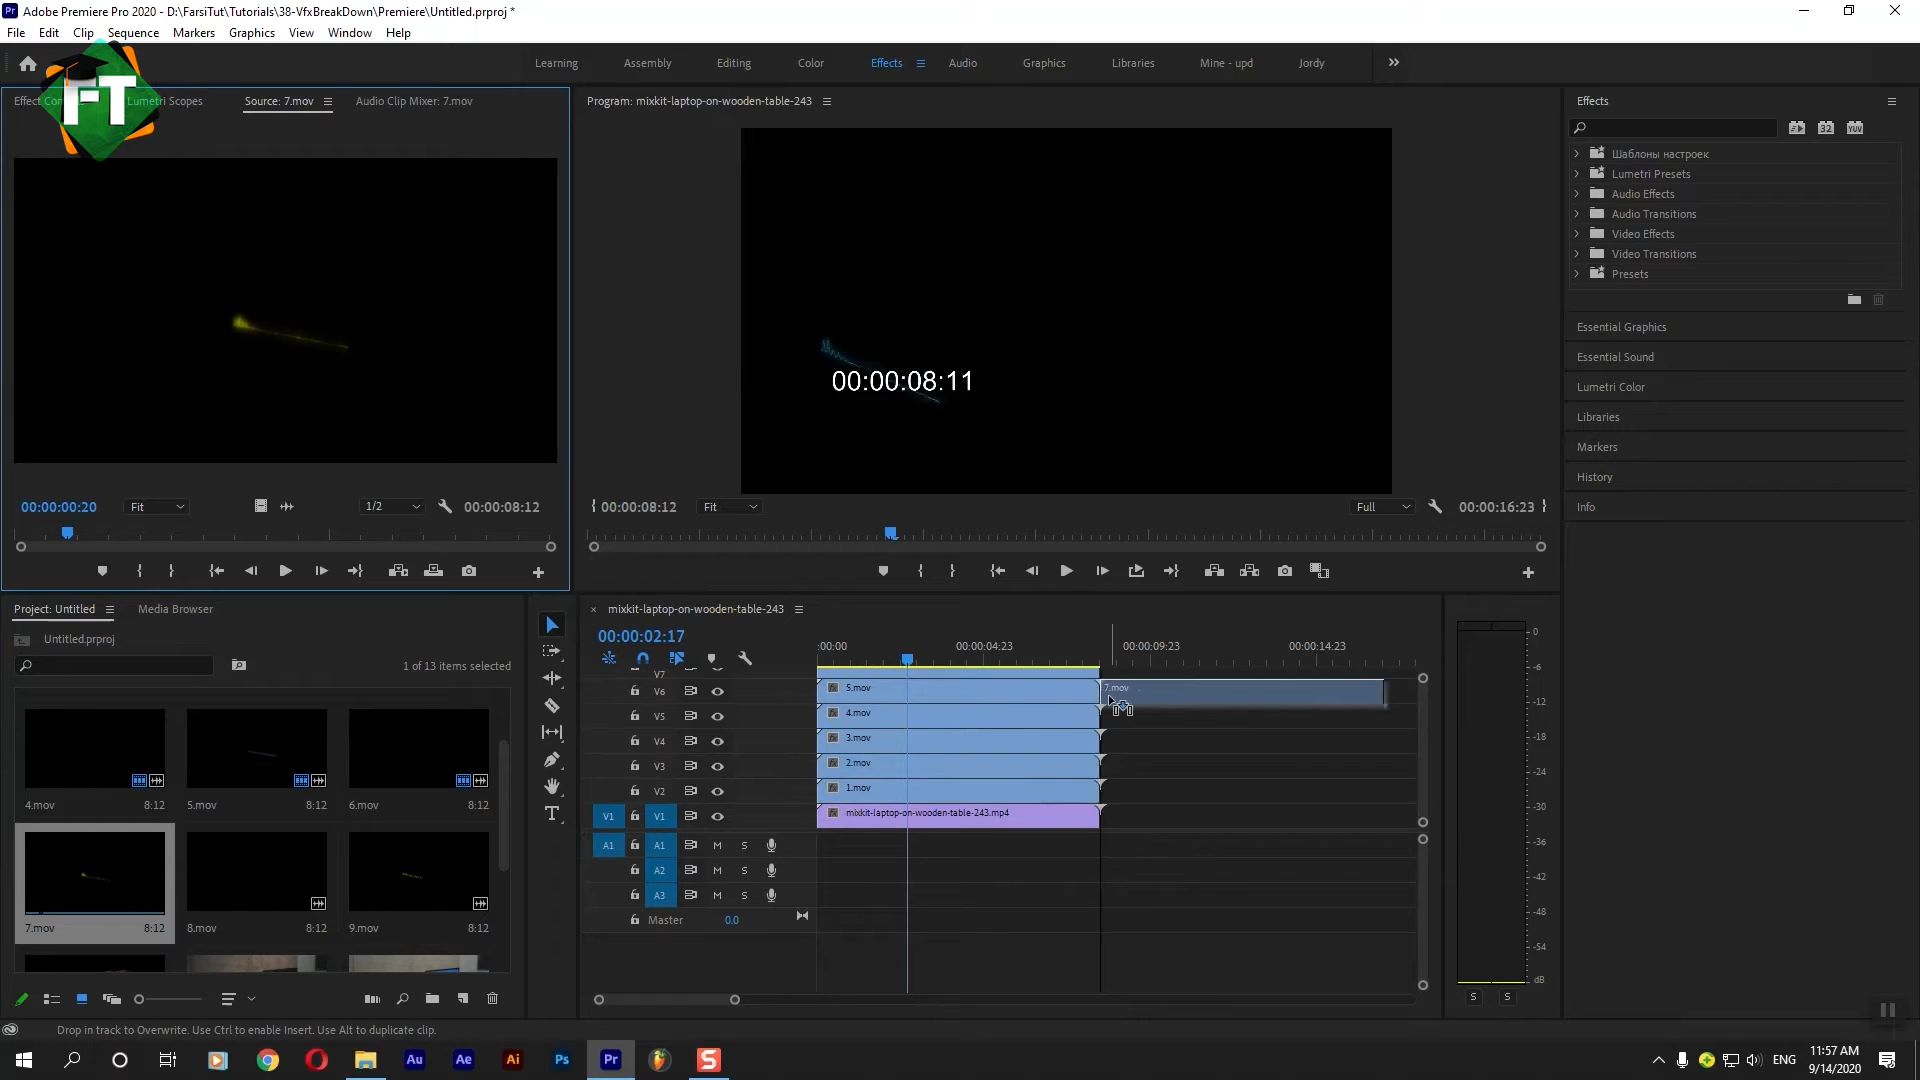 Adobe Premiere Pro 2020 - D:\FarsiTut\Tutorials\38-VfxBreakDown\Premiere\Untitled.prproj *
File Edit Clip Sequence Markers Graphics View Window Help
FT
Learning Assembly Editing Color Effects Audio Graphics Libraries Mine - upd Jordy
Effect Lumetri Scopes Source: 7.mov Audio Clip Mixer: 7.mov
Program: mixkit-laptop-on-wooden-table-243
Effects
32 YUV
Шаблоны настроек
Lumetri Presets
Audio Effects
Audio Transitions
Video Effects
Video Transitions
Presets
Essential Graphics
Essential Sound
Lumetri Color
Libraries
Markers
History
Info
00:00:08:11
00:00:00:20 Fit 1/2 00:00:08:12
00:00:08:12 Fit Full 00:00:16:23
Project: Untitled Media Browser
Untitled.prproj
1 of 13 items selected
4.mov 8:12 5.mov 8:12 6.mov 8:12
7.mov 8:12 8.mov 8:12 9.mov 8:12
mixkit-laptop-on-wooden-table-243
00:00:02:17
:00:00 00:00:04:23 00:00:09:23 00:00:14:23
V7
V6 5.mov 7.mov
V5 4.mov
V4 3.mov
V3 2.mov
V2 1.mov
V1 V1 mixkit-laptop-on-wooden-table-243.mp4
A1 A1 M S
A2 M S
A3 M S
Master 0.0
0
-6
-12
-18
-24
-30
-36
-42
-48
-54
dB
S S
Drop in track to Overwrite. Use Ctrl to enable Insert. Use Alt to duplicate clip.
Au Ae Ai Ps Pr S
ENG
11:57 AM
9/14/2020